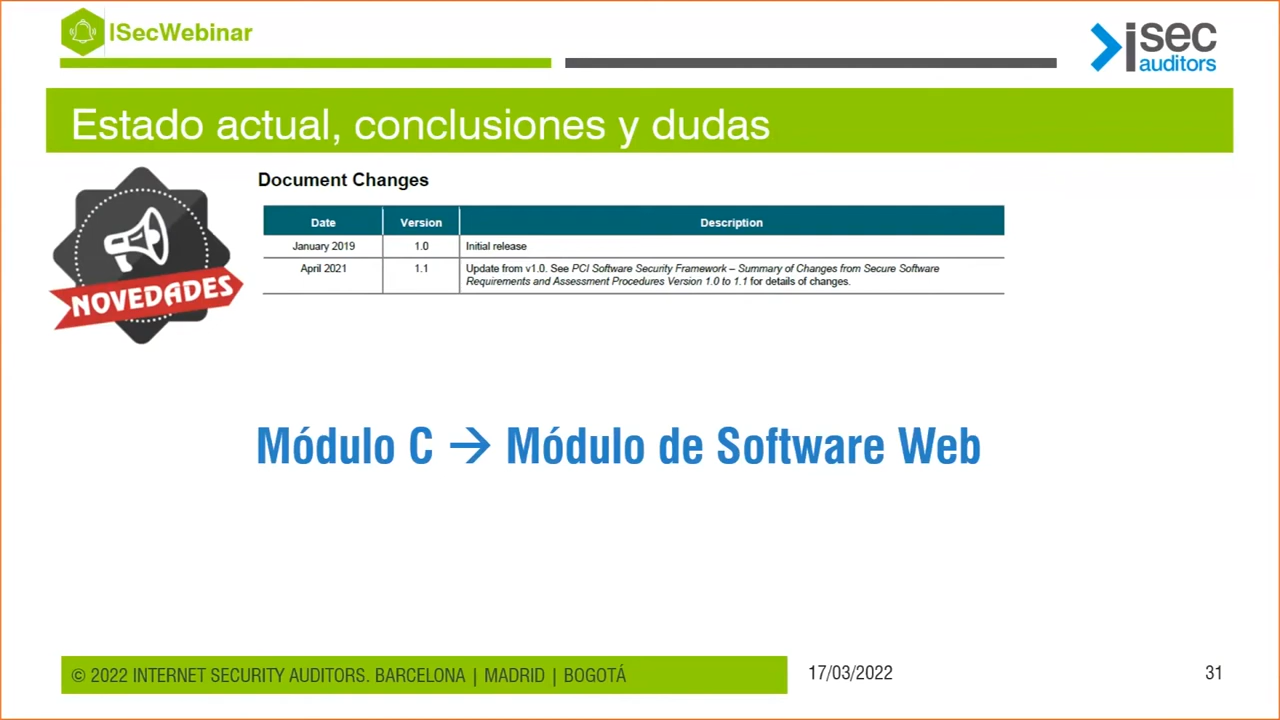 ISecWebinar
isec
auditors
Estado actual, conclusiones y dudas
NOVEDADES
Document Changes
Date Version Description
January 2019 1.0 Initial release
April 2021 1.1 Update from v1.0. See PCI Software Security Framework – Summary of Changes from Secure Software
Requirements and Assessment Procedures Version 1.0 to 1.1 for details of changes.
Módulo C → Módulo de Software Web
© 2022 INTERNET SECURITY AUDITORS. BARCELONA | MADRID | BOGOTÁ
17/03/2022
31